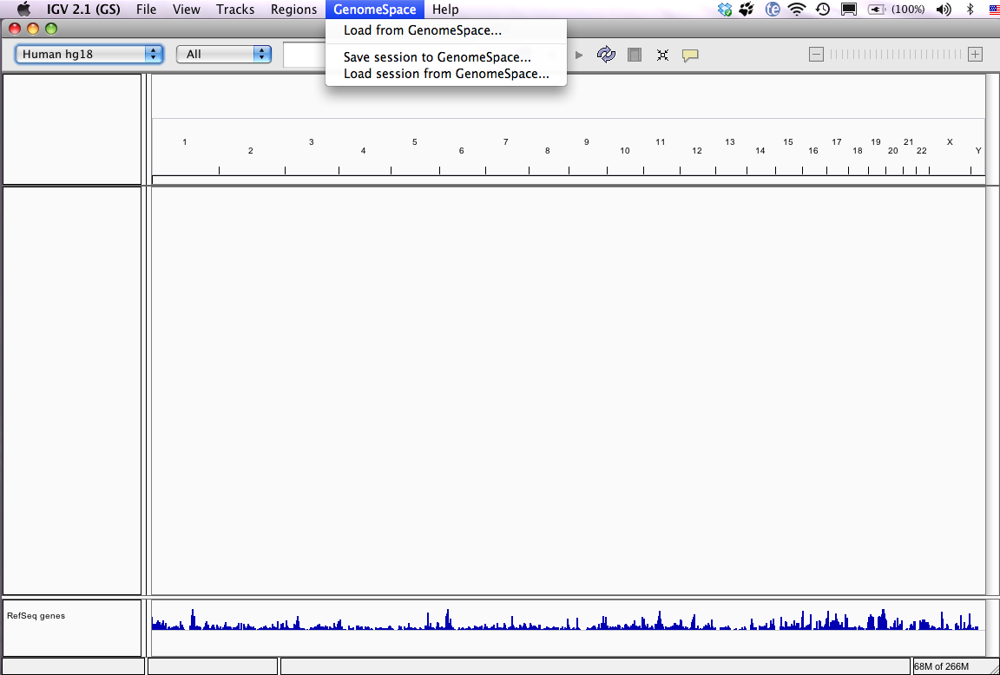 IGV 2.1 (GS) File View Tracks Regions GenomeSpace Help (100%)
Load from GenomeSpace...
Human hg18 All
Save session to GenomeSpace...
Load session from GenomeSpace...
1 2 3 4 5 6 7 8 9 10 11 12 13 14 15 16 17 18 19 20 21 22 X Y
RefSeq genes
68M of 266M